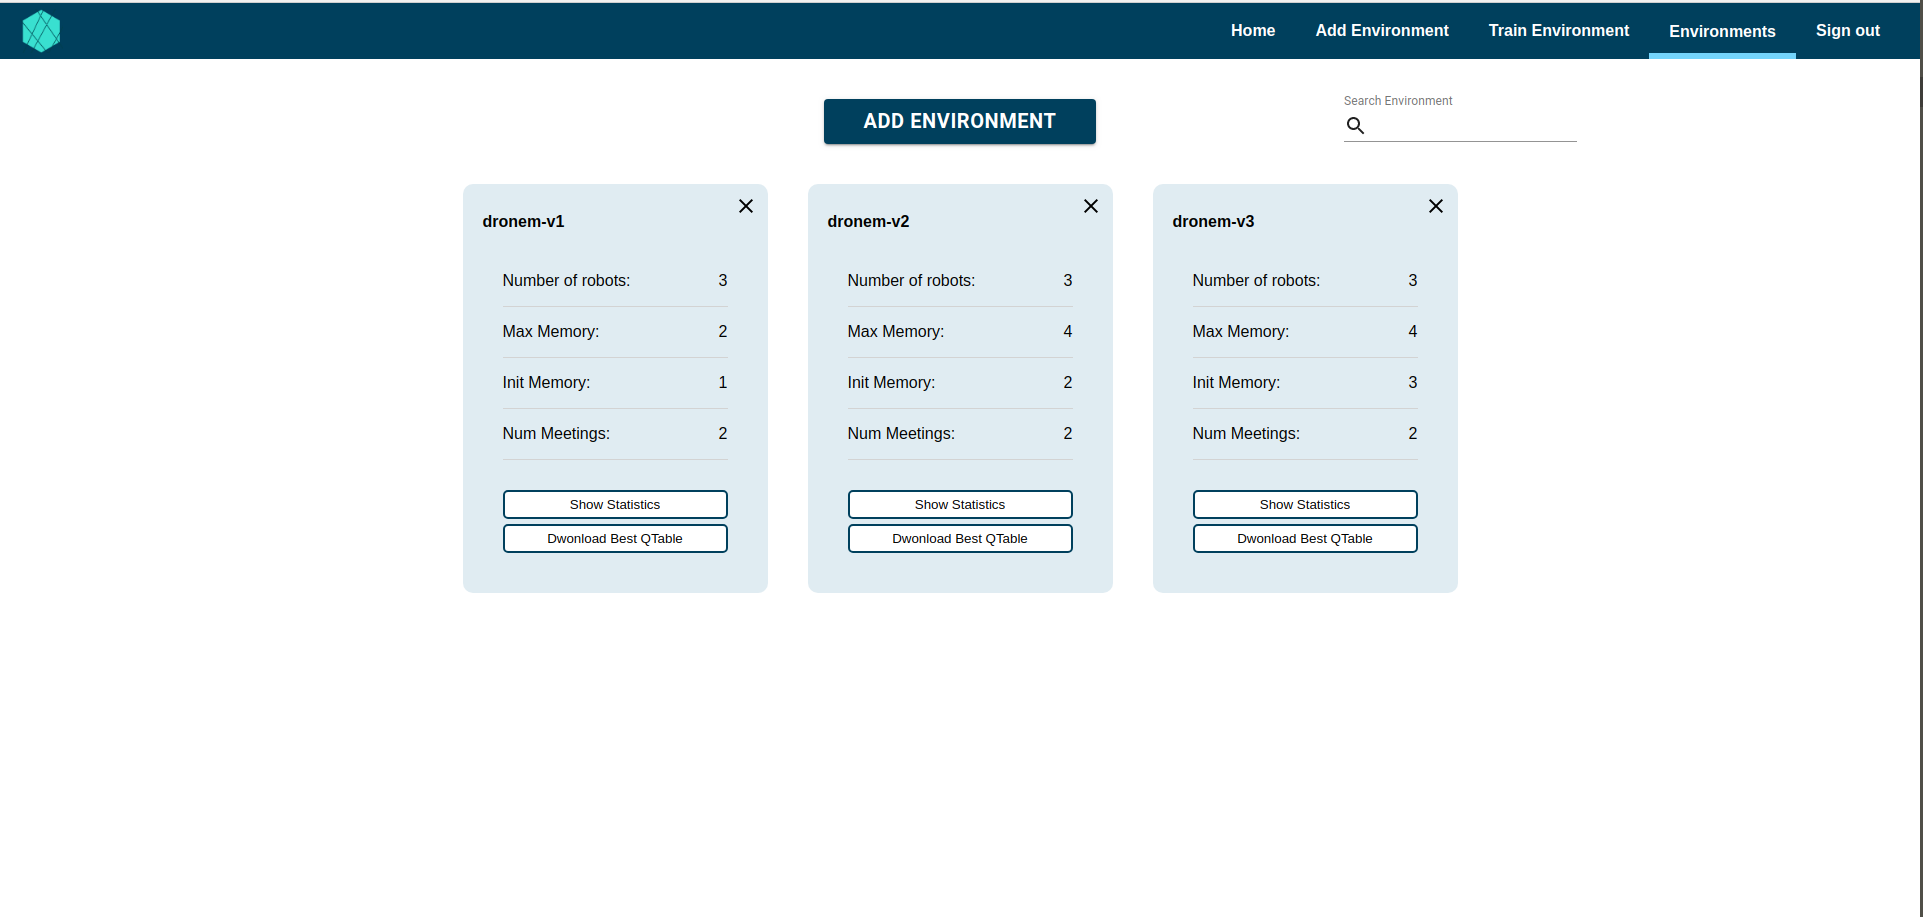 Home Add Environment Train Environment Environments Sign out
ADD ENVIRONMENT
Search Environment
dronem-v1
Number of robots: 3
Max Memory: 2
Init Memory: 1
Num Meetings: 2
Show Statistics
Dwonload Best QTable
dronem-v2
Number of robots: 3
Max Memory: 4
Init Memory: 2
Num Meetings: 2
Show Statistics
Dwonload Best QTable
dronem-v3
Number of robots: 3
Max Memory: 4
Init Memory: 3
Num Meetings: 2
Show Statistics
Dwonload Best QTable